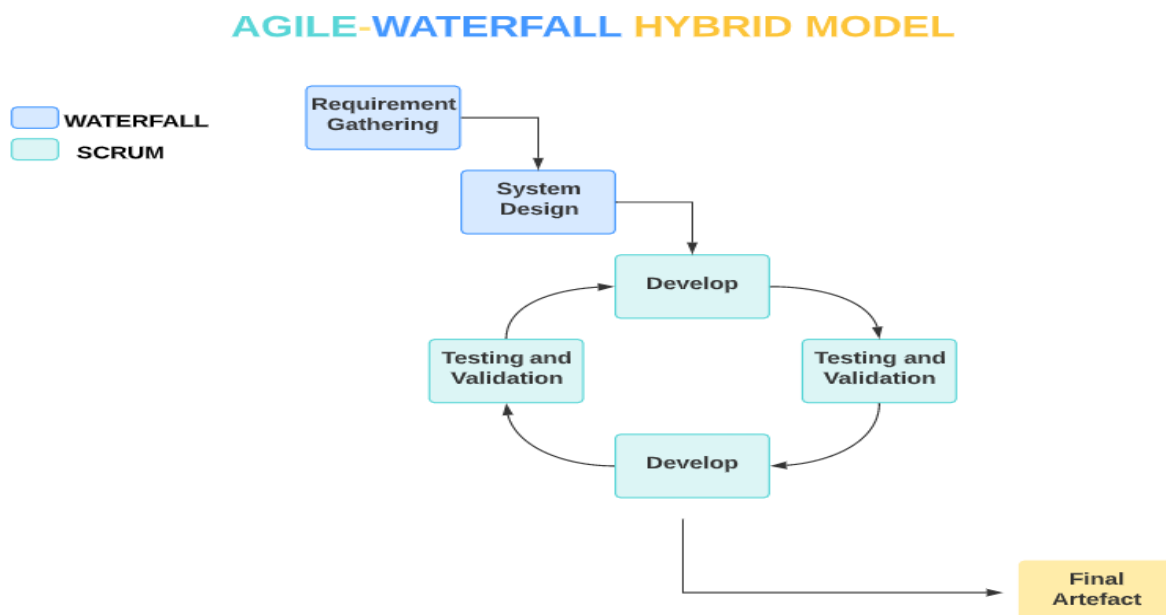 AGILE-WATERFALL HYBRID MODEL
WATERFALL
SCRUM
Requirement
Gathering
System
Design
Develop
Testing and
Validation
Testing and
Validation
Develop
Final
Artefact